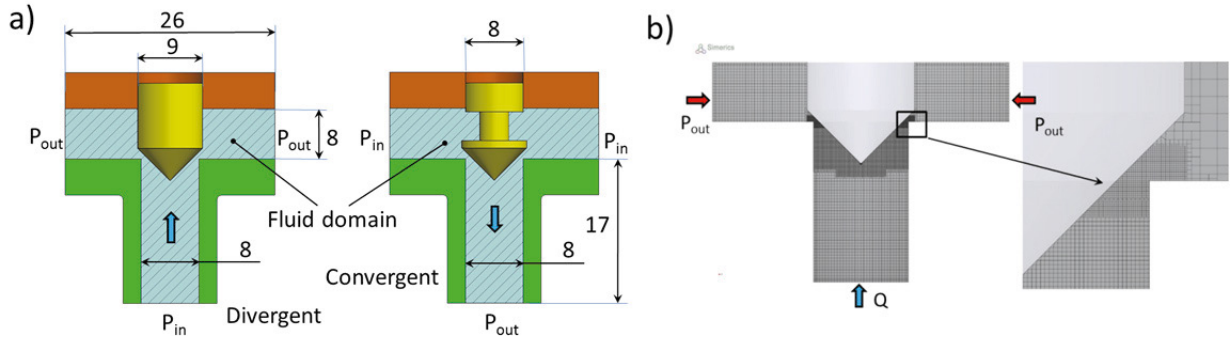 a)
26
9
8
b)
Simerics
P_out
P_out
8
P_in
P_in
P_out
P_out
Fluid domain
17
8
Convergent
8
Q
P_in
Divergent
P_out